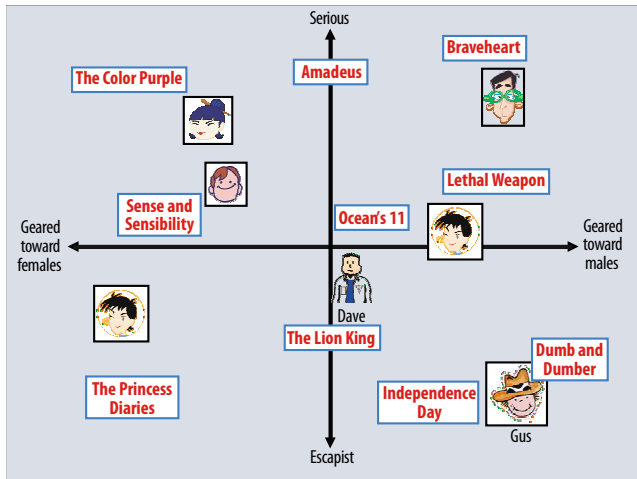 Serious
Braveheart
Amadeus
The Color Purple
Lethal Weapon
Sense and
Sensibility
Ocean's 11
Geared
toward
females
Geared
toward
males
Dave
The Lion King
Dumb and
Dumber
The Princess
Diaries
Independence
Day
Gus
Escapist